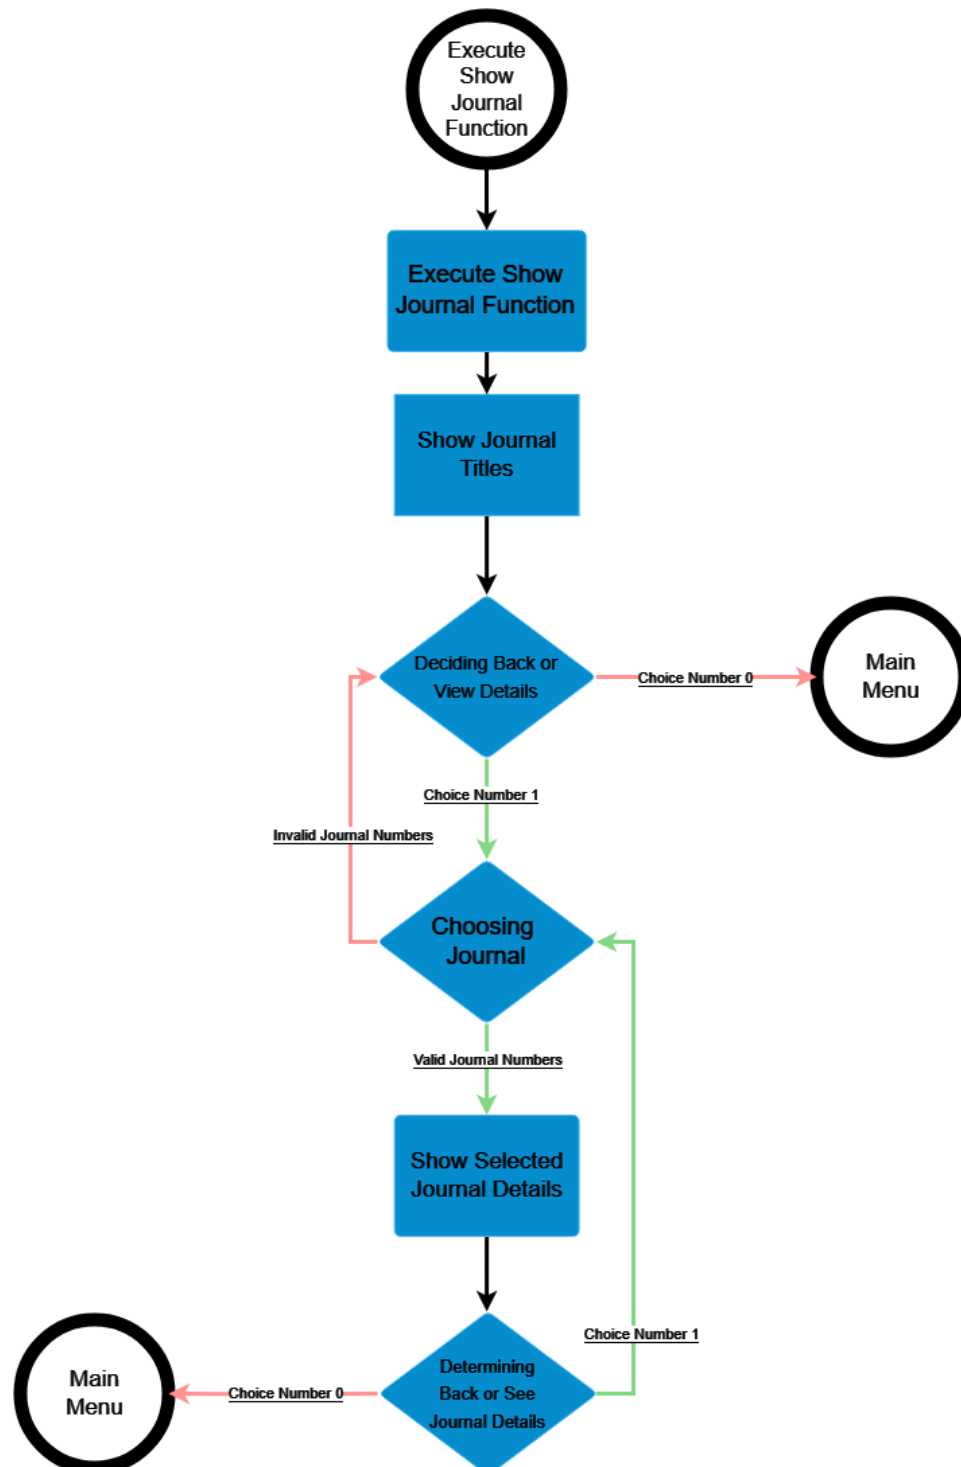 Execute
Show
Journal
Function
Execute Show
Journal Function
Show Journal
Titles
Deciding Back or
View Details
Choice Number 0
Main
Menu
Choice Number 1
Invalid Journal Numbers
Choosing
Journal
Valid Journal Numbers
Show Selected
Journal Details
Choice Number 1
Determining
Back or See
Journal Details
Choice Number 0
Main
Menu